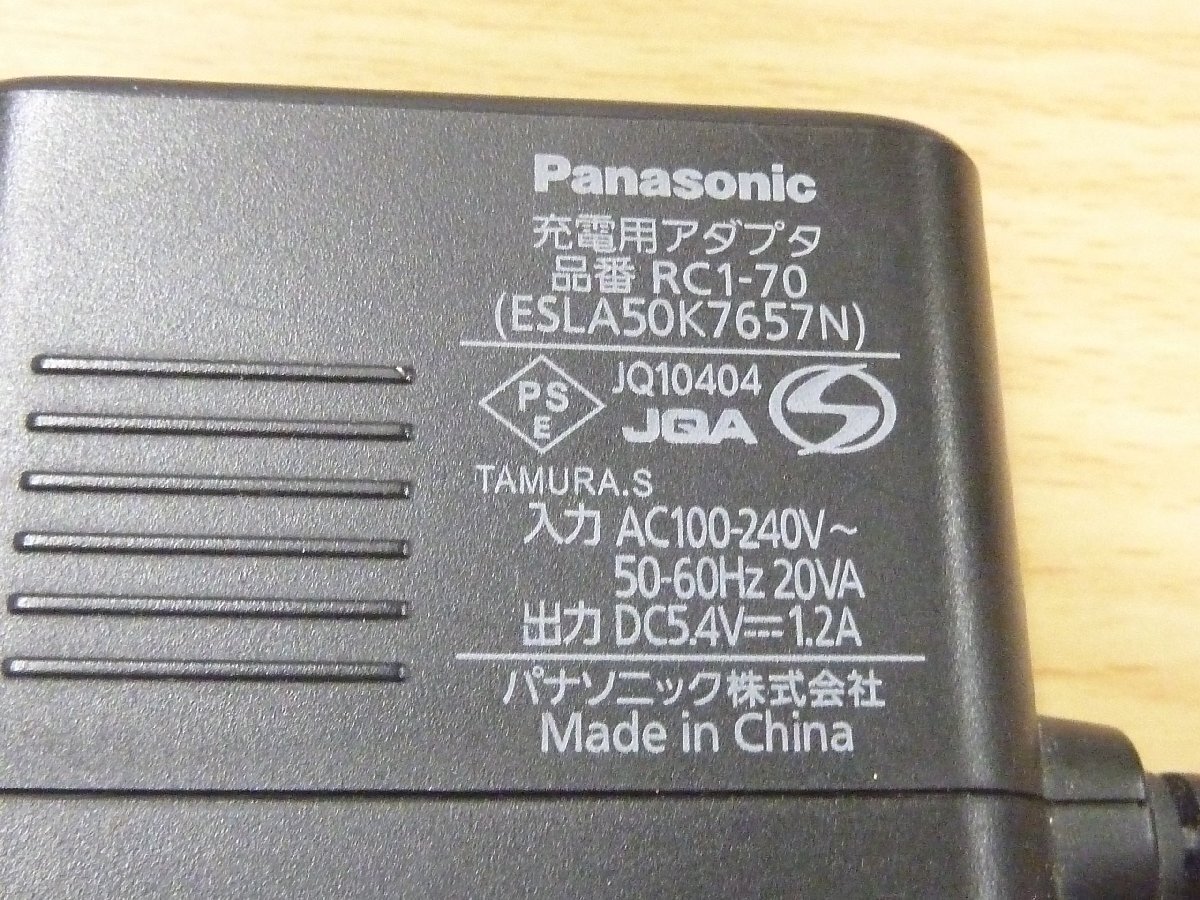 Panasonic
充電用アダプタ
品番 RC1-70
(ESLA50K7657N)
PS
E
JQ10404
JQA
TAMURA.S
入力 AC100-240V~
50-60Hz 20VA
出力 DC5.4V⎓1.2A
パナソニック株式会社
Made in China